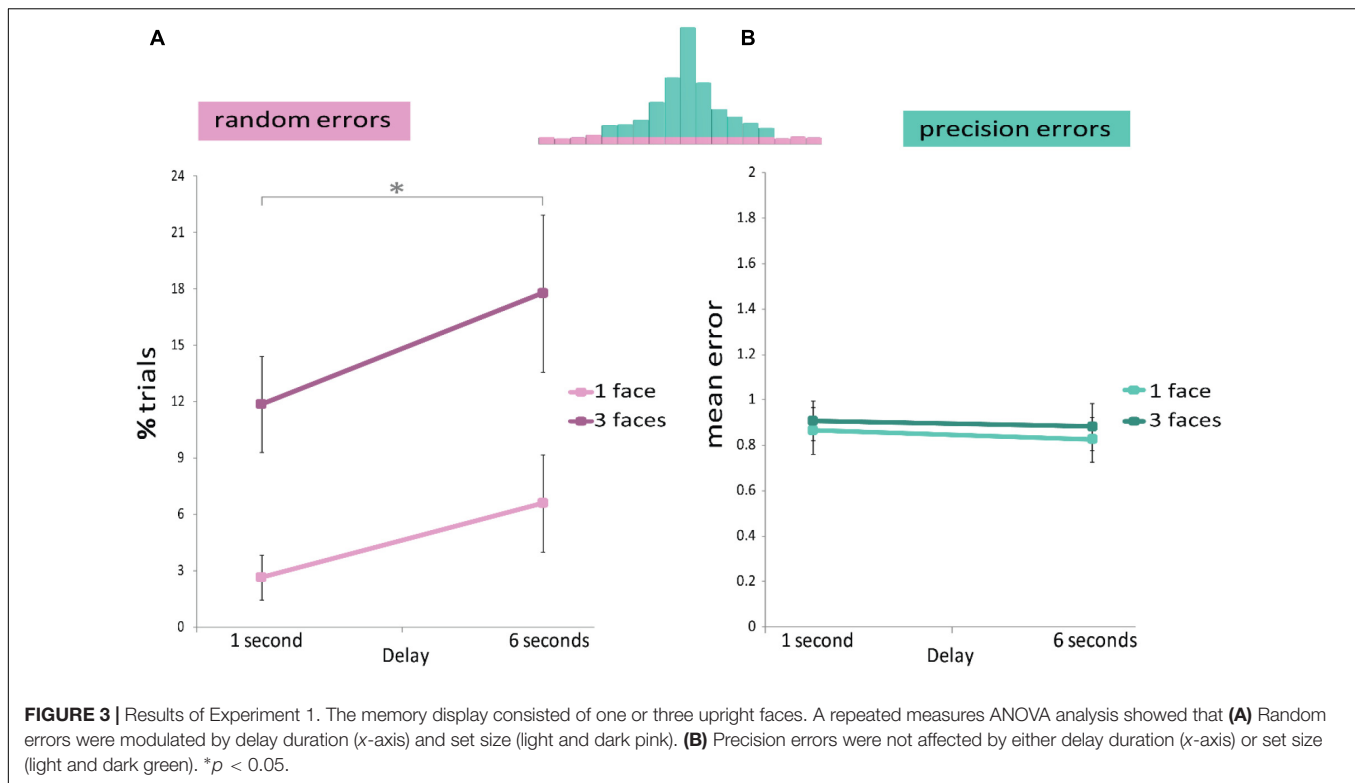 A
B
random errors
precision errors
24
21
18
15
12
9
6
3
0
% trials
*
1 face
3 faces
1 second
6 seconds
Delay
2
1.8
1.6
1.4
1.2
1
0.8
0.6
0.4
0.2
0
mean error
1 face
3 faces
1 second
6 seconds
Delay
FIGURE 3 | Results of Experiment 1. The memory display consisted of one or three upright faces. A repeated measures ANOVA analysis showed that (A) Random
errors were modulated by delay duration (x-axis) and set size (light and dark pink). (B) Precision errors were not affected by either delay duration (x-axis) or set size
(light and dark green). *p < 0.05.